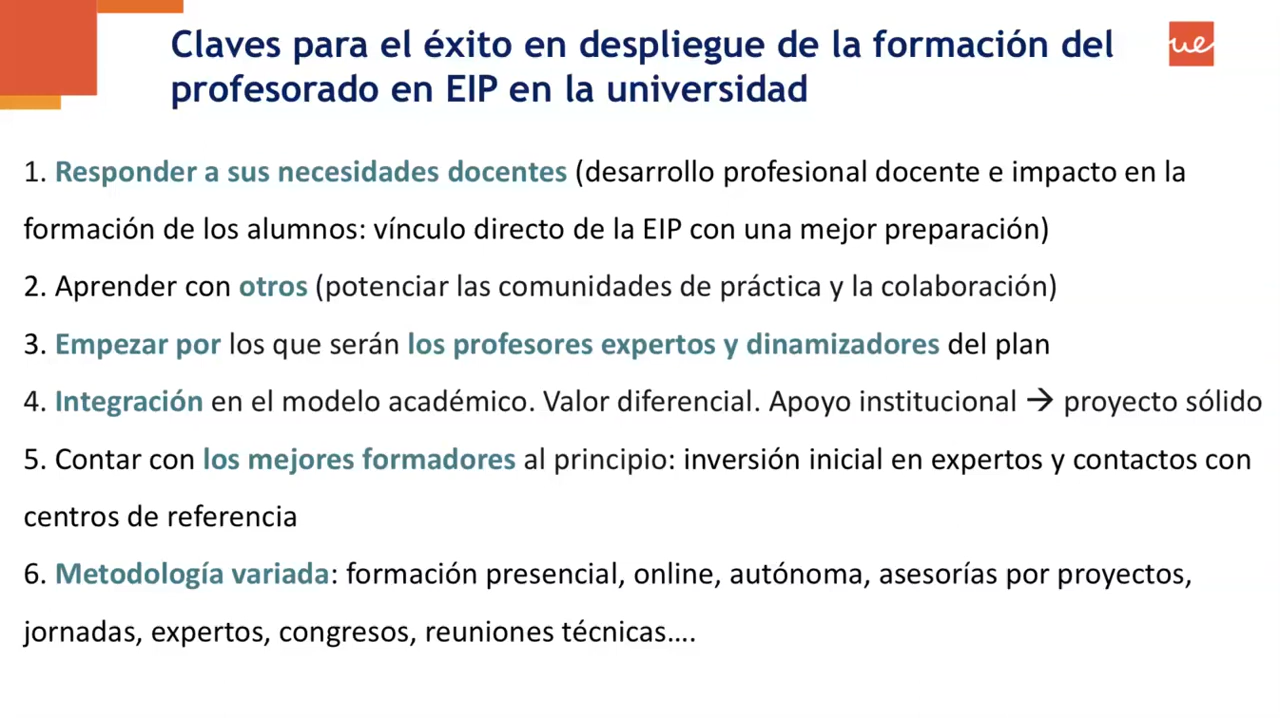 Claves para el éxito en despliegue de la formación del
profesorado en EIP en la universidad
ue
1. Responder a sus necesidades docentes (desarrollo profesional docente e impacto en la
formación de los alumnos: vínculo directo de la EIP con una mejor preparación)
2. Aprender con otros (potenciar las comunidades de práctica y la colaboración)
3. Empezar por los que serán los profesores expertos y dinamizadores del plan
4. Integración en el modelo académico. Valor diferencial. Apoyo institucional → proyecto sólido
5. Contar con los mejores formadores al principio: inversión inicial en expertos y contactos con
centros de referencia
6. Metodología variada: formación presencial, online, autónoma, asesorías por proyectos,
jornadas, expertos, congresos, reuniones técnicas….